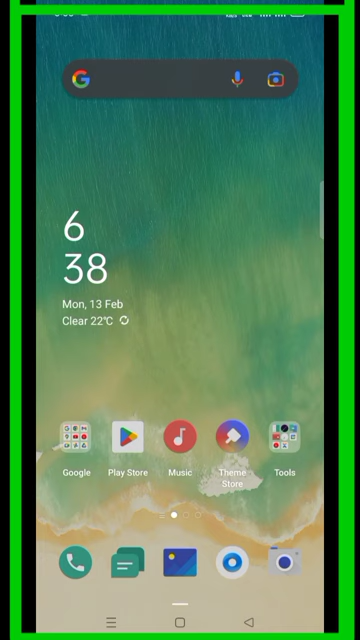 6
38
Mon, 13 Feb
Clear 22°C
Google
Play Store
Music
Theme
Store
Tools